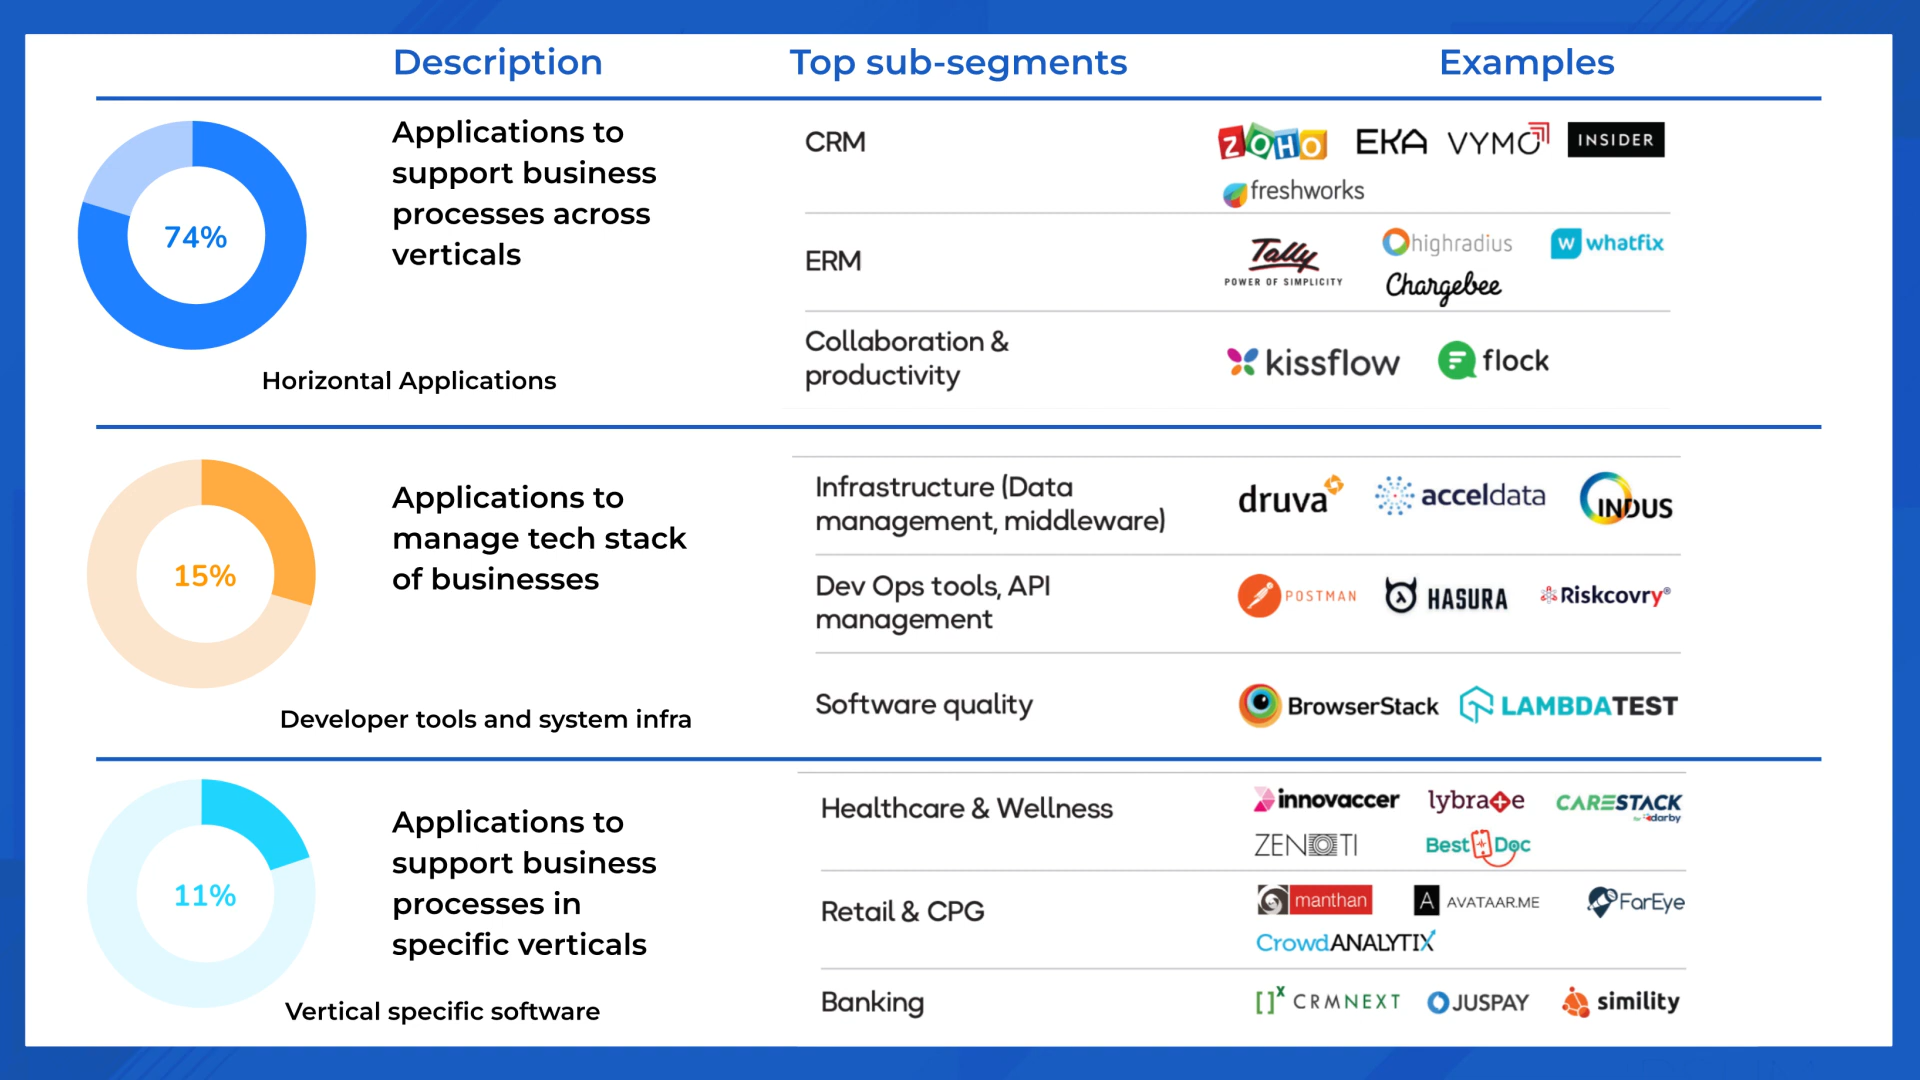 Description
Top sub-segments
Examples
74%
Horizontal Applications
Applications to
support business
processes across
verticals
CRM
ZOHO
EKA
VYMO
INSIDER
freshworks
ERM
Tally
POWER OF SIMPLICITY
highradius
w whatfix
Chargebee
Collaboration &
productivity
kissflow
flock
15%
Developer tools and system infra
Applications to
manage tech stack
of businesses
Infrastructure (Data
management, middleware)
druva
acceldata
INDUS
Dev Ops tools, API
management
POSTMAN
HASURA
Riskcovry®
Software quality
BrowserStack
LAMBDATEST
11%
Vertical specific software
Applications to
support business
processes in
specific verticals
Healthcare & Wellness
innovaccer
lybrate
CARESTACK
for darby
ZENOTI
BestDoc
Retail & CPG
manthan
A AVATAAR.ME
FarEye
CrowdANALYTIX
Banking
[ ]x CRMNEXT
JUSPAY
simility